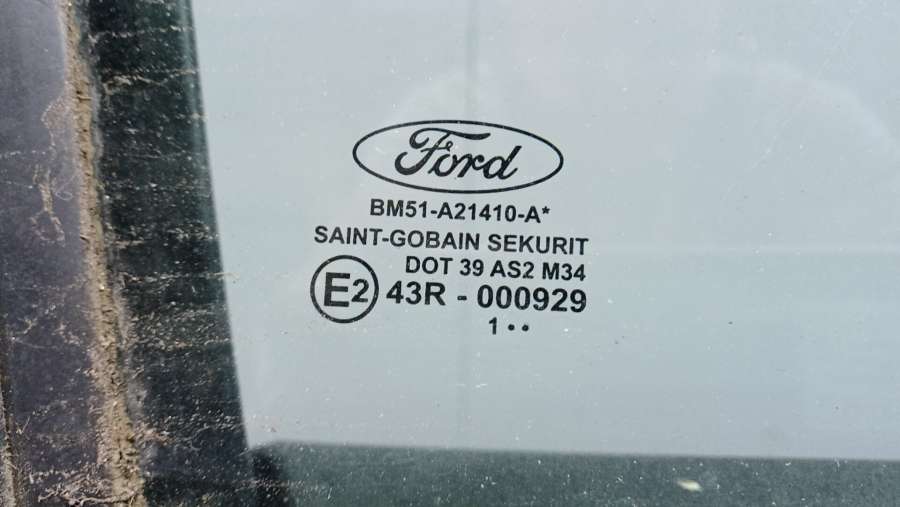 Ford
BM51-A21410-A*
SAINT-GOBAIN SEKURIT
DOT 39 AS2 M34
E2 43R - 000929
1 ••